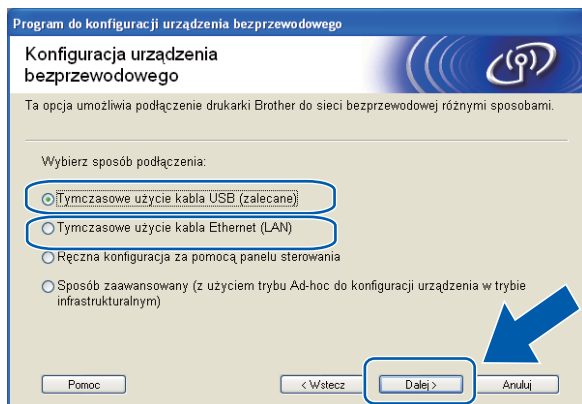 Program do konfiguracji urządzenia bezprzewodowego
Konfiguracja urządzenia
bezprzewodowego
Ta opcja umożliwia podłączenie drukarki Brother do sieci bezprzewodowej różnymi sposobami.
Wybierz sposób podłączenia:
Tymczasowe użycie kabla USB (zalecane)
Tymczasowe użycie kabla Ethernet (LAN)
Ręczna konfiguracja za pomocą panelu sterowania
Sposób zaawansowany (z użyciem trybu Ad-hoc do konfiguracji urządzenia w trybie
infrastrukturalnym)
Pomoc < Wstecz Dalej > Anuluj